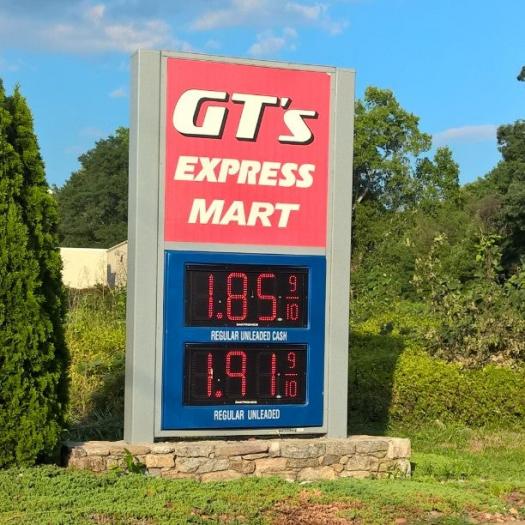 GT's
EXPRESS
MART
1.85 9/10
REGULAR UNLEADED CASH
1.91 9/10
REGULAR UNLEADED